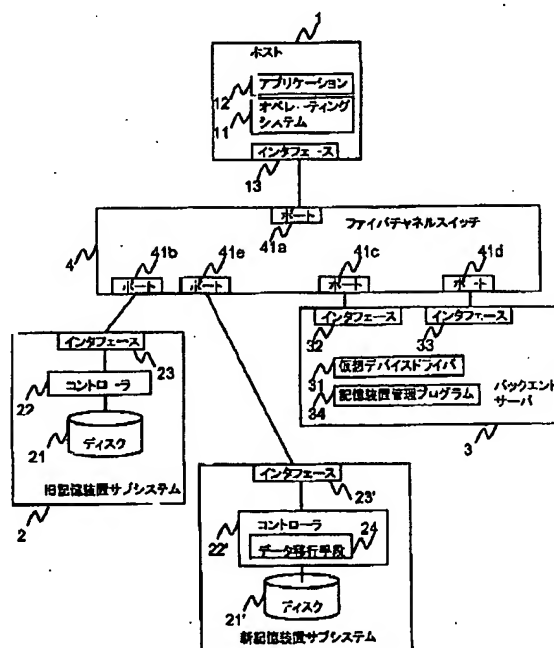 1
ホスト
アプリケーション
12
オペレーティング
システム
11
インタフェース
13
ポート
ファイバチャネルスイッチ
41a
4
41b
41e
41c
41d
ポート
ポート
ポート
ポート
インタフェース
23
コントローラ
22
21
ディスク
旧記憶装置サブシステム
2
インタフェース
インタフェース
32
33
仮想デバイスドライバ
31
記憶装置管理プログラム
34
バックエンド
サーバ
3
インタフェース
23'
コントローラ
24
22'
データ移行手段
21'
ディスク
新記憶装置サブシステム